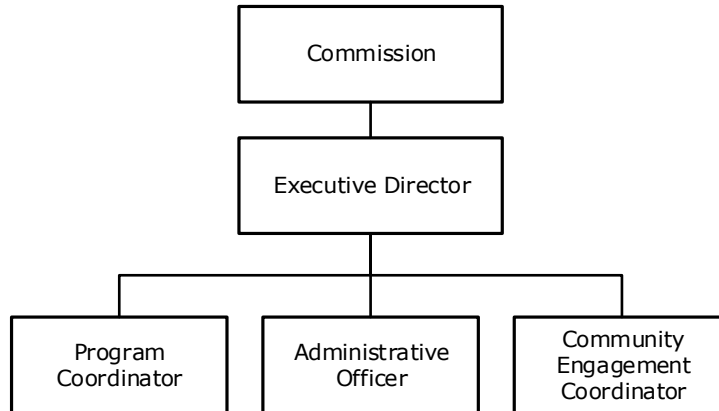 Commission
Executive Director
Program
Coordinator
Administrative
Officer
Community
Engagement
Coordinator